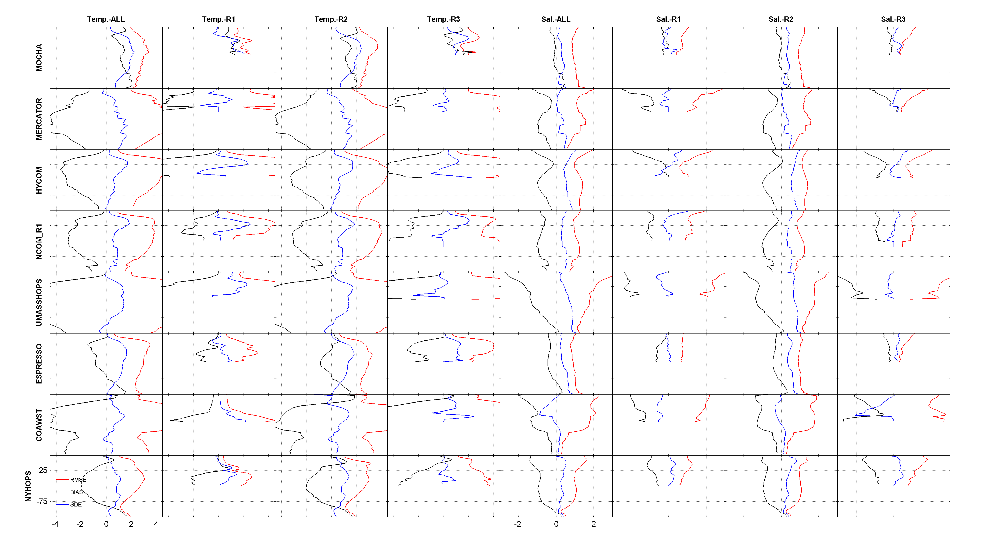 Temp.-ALL Temp.-R1 Temp.-R2 Temp.-R3 Sal.-ALL Sal.-R1 Sal.-R2 Sal.-R3
MOCHA
MERCATOR
HYCOM
NCOM_R1
UMASSHOPS
ESPRESSO
COAWST
NYHOPS
-25
RMSE
BIAS
-75
SDE
-4 -2 0 2 4 -2 0 2